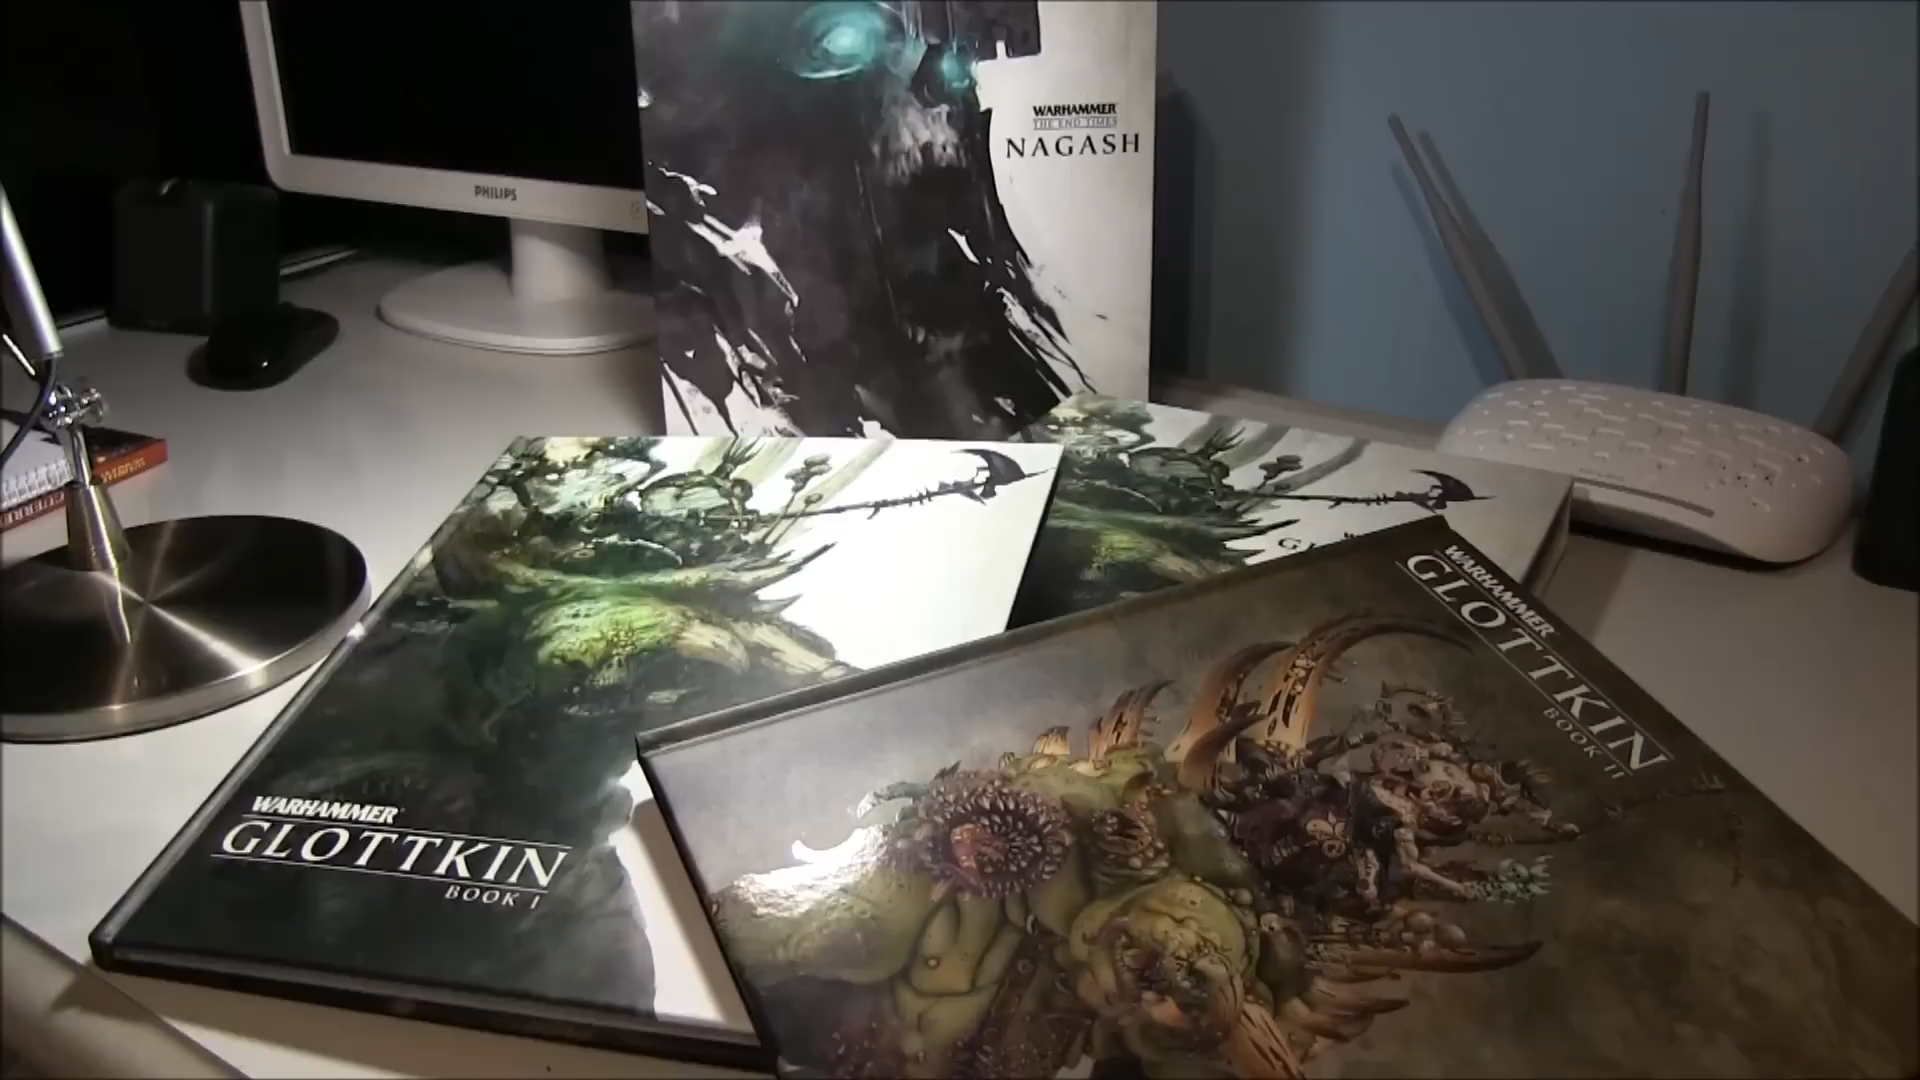 PHILIPS
WARHAMMER
THE END TIMES
NAGASH
G
WARHAMMER
GLOTTKIN
BOOK II
WARHAMMER
GLOTTKIN
BOOK I